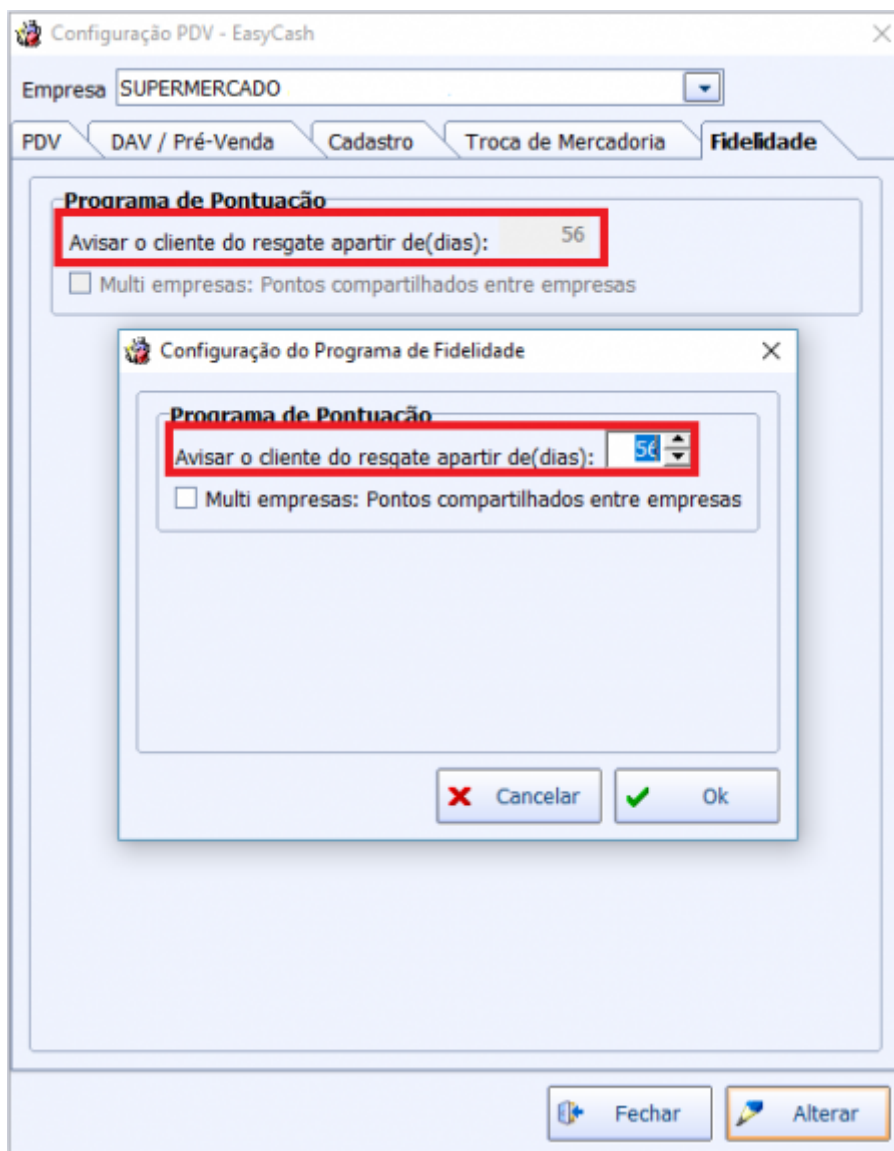 Configuração PDV - EasyCash
Empresa SUPERMERCADO
PDV DAV / Pré-Venda Cadastro Troca de Mercadoria Fidelidade
Programa de Pontuação
Avisar o cliente do resgate apartir de(dias): 56
Multi empresas: Pontos compartilhados entre empresas
Configuração do Programa de Fidelidade
Programa de Pontuação
Avisar o cliente do resgate apartir de(dias): 56
Multi empresas: Pontos compartilhados entre empresas
Cancelar Ok
Fechar Alterar